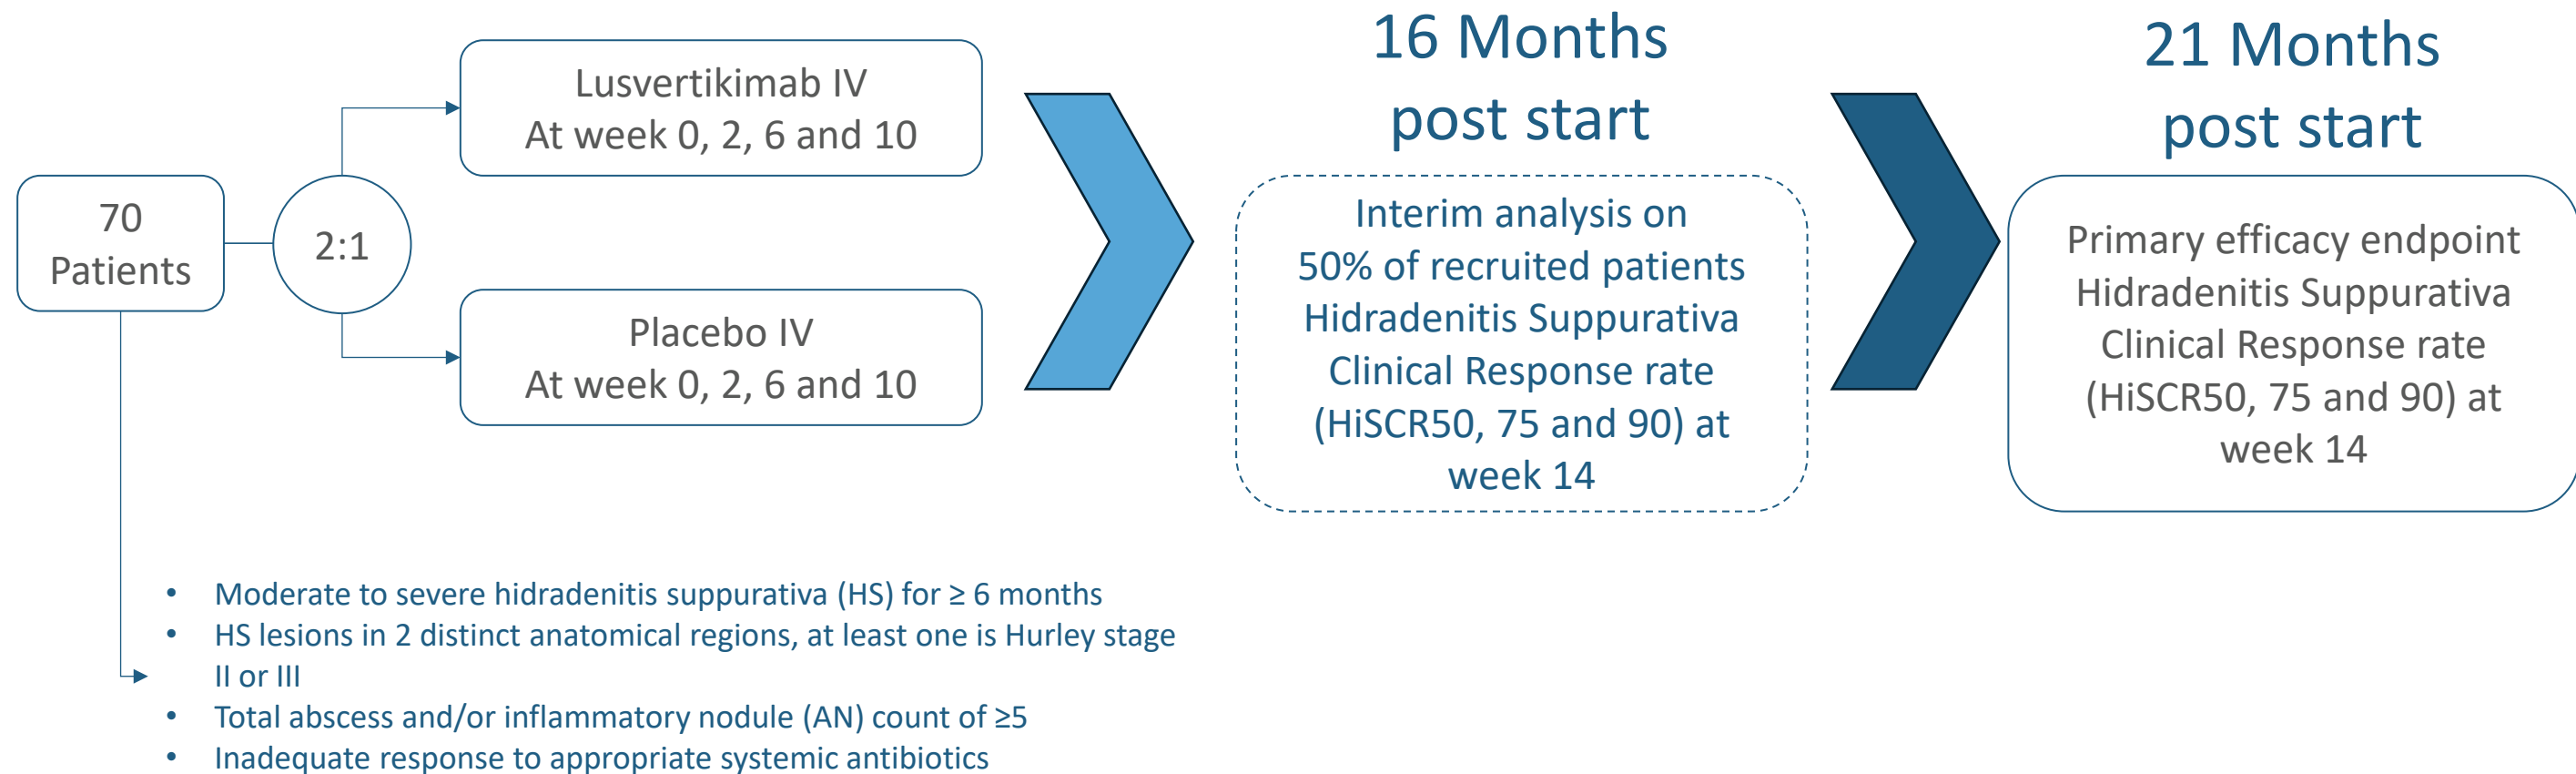 70
Patients
2:1
Lusvertikimab IV
At week 0, 2, 6 and 10
Placebo IV
At week 0, 2, 6 and 10
16 Months
post start
Interim analysis on
50% of recruited patients
Hidradenitis Suppurativa
Clinical Response rate
(HiSCR50, 75 and 90) at
week 14
21 Months
post start
Primary efficacy endpoint
Hidradenitis Suppurativa
Clinical Response rate
(HiSCR50, 75 and 90) at
week 14
• Moderate to severe hidradenitis suppurativa (HS) for ≥ 6 months
• HS lesions in 2 distinct anatomical regions, at least one is Hurley stage
II or III
• Total abscess and/or inflammatory nodule (AN) count of ≥5
• Inadequate response to appropriate systemic antibiotics